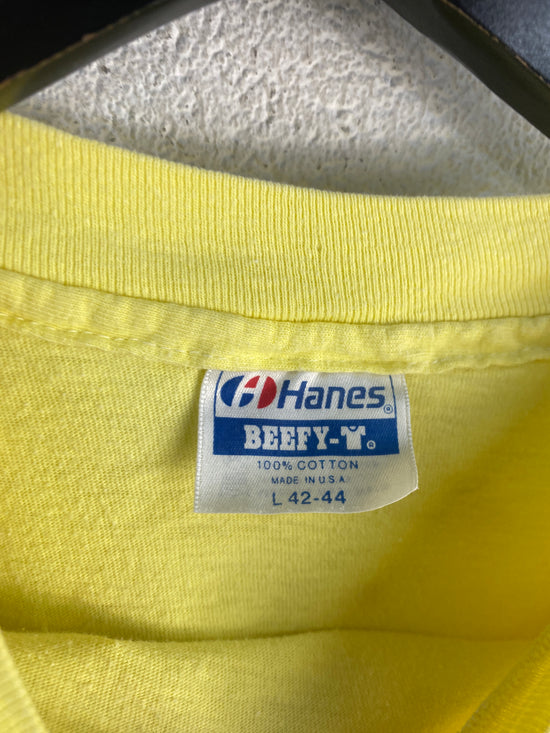 Hanes®
BEEFY-T®
100% COTTON
MADE IN U.S.A.
L 42-44